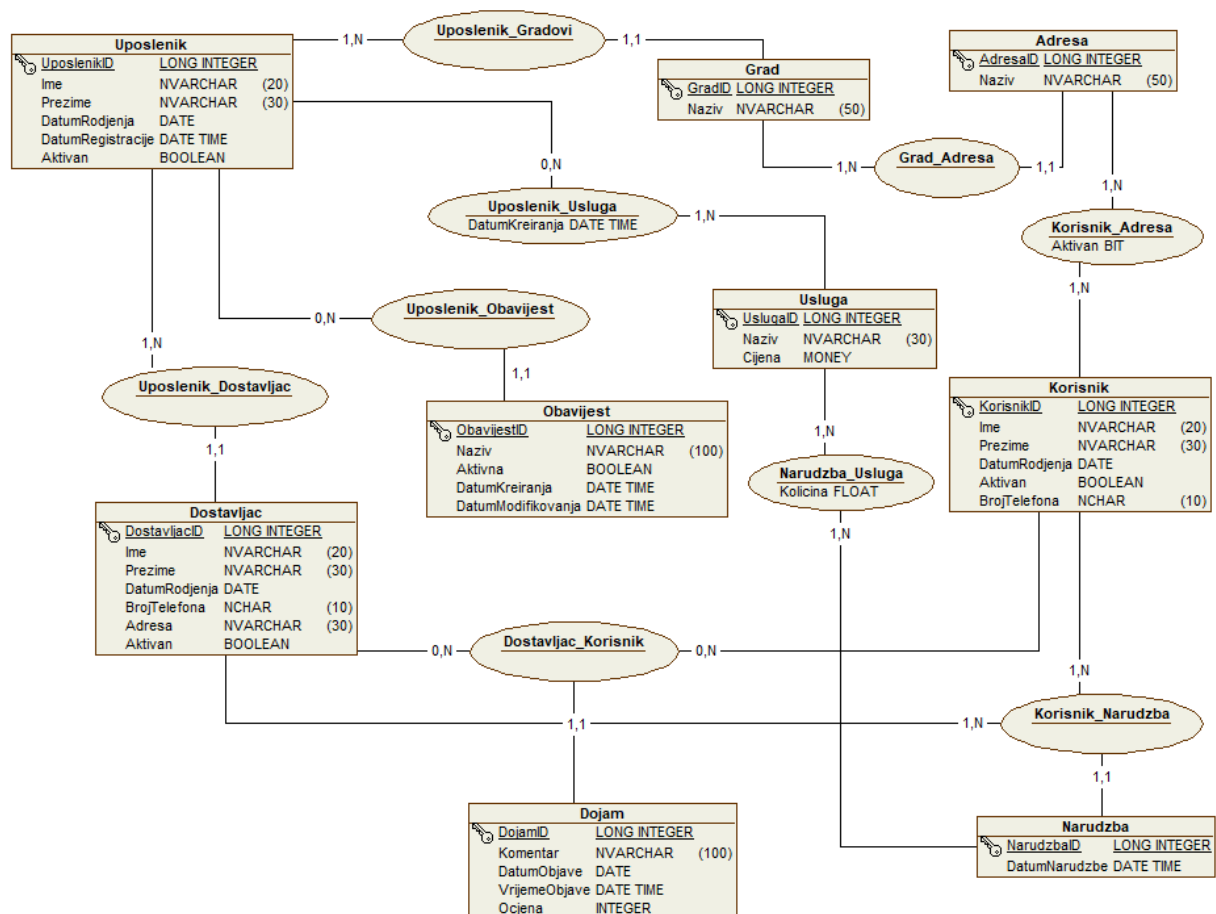 Uposlenik_Gradovi
1,N
1,1
Uposlenik
UposlenikID LONG INTEGER
Ime NVARCHAR (20)
Prezime NVARCHAR (30)
DatumRodjenja DATE
DatumRegistracije DATE TIME
Aktivan BOOLEAN
Grad
GradID LONG INTEGER
Naziv NVARCHAR (50)
Adresa
AdresaID LONG INTEGER
Naziv NVARCHAR (50)
1,N
Grad_Adresa
1,1
0,N
Uposlenik_Usluga
DatumKreiranja DATE TIME
1,N
1,N
Korisnik_Adresa
Aktivan BIT
1,N
Uposlenik_Obavijest
0,N
1,1
Usluga
UslugaID LONG INTEGER
Naziv NVARCHAR (30)
Cijena MONEY
1,N
Uposlenik_Dostavljac
1,1
Obavijest
ObavijestID LONG INTEGER
Naziv NVARCHAR (100)
Aktivna BOOLEAN
DatumKreiranja DATE TIME
DatumModifikovanja DATE TIME
1,N
Narudzba_Usluga
Kolicina FLOAT
1,N
Korisnik
KorisnikID LONG INTEGER
Ime NVARCHAR (20)
Prezime NVARCHAR (30)
DatumRodjenja DATE
Aktivan BOOLEAN
BrojTelefona NCHAR (10)
Dostavljac
DostavljacID LONG INTEGER
Ime NVARCHAR (20)
Prezime NVARCHAR (30)
DatumRodjenja DATE
BrojTelefona NCHAR (10)
Adresa NVARCHAR (30)
Aktivan BOOLEAN
0,N
Dostavljac_Korisnik
0,N
1,N
1,1
1,N
Korisnik_Narudzba
1,1
Dojam
DojamID LONG INTEGER
Komentar NVARCHAR (100)
DatumObjave DATE
VrijemeObjave DATE TIME
Ocjena INTEGER
Narudzba
NarudzbaID LONG INTEGER
DatumNarudzbe DATE TIME